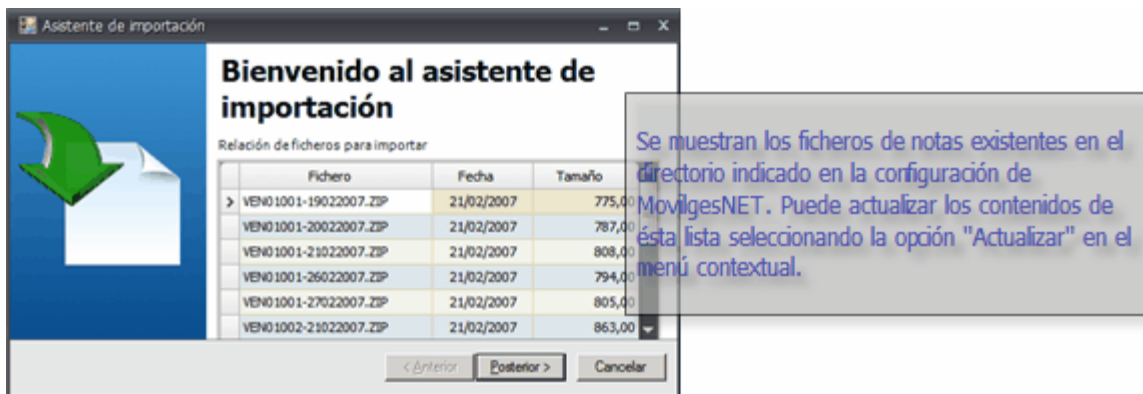 Asistente de importación
Bienvenido al asistente de
importación
Relación de ficheros para importar
Fichero Fecha Tamaño
VEN01001-19022007.ZIP 21/02/2007 775,00
VEN01001-20022007.ZIP 21/02/2007 787,00
VEN01001-21022007.ZIP 21/02/2007 808,00
VEN01001-26022007.ZIP 21/02/2007 794,00
VEN01001-27022007.ZIP 21/02/2007 805,00
VEN01002-21022007.ZIP 21/02/2007 863,00
< Anterior Posterior > Cancelar
Se muestran los ficheros de notas existentes en el
directorio indicado en la configuración de
MovilgesNET. Puede actualizar los contenidos de
ésta lista seleccionando la opción "Actualizar" en el
menú contextual.